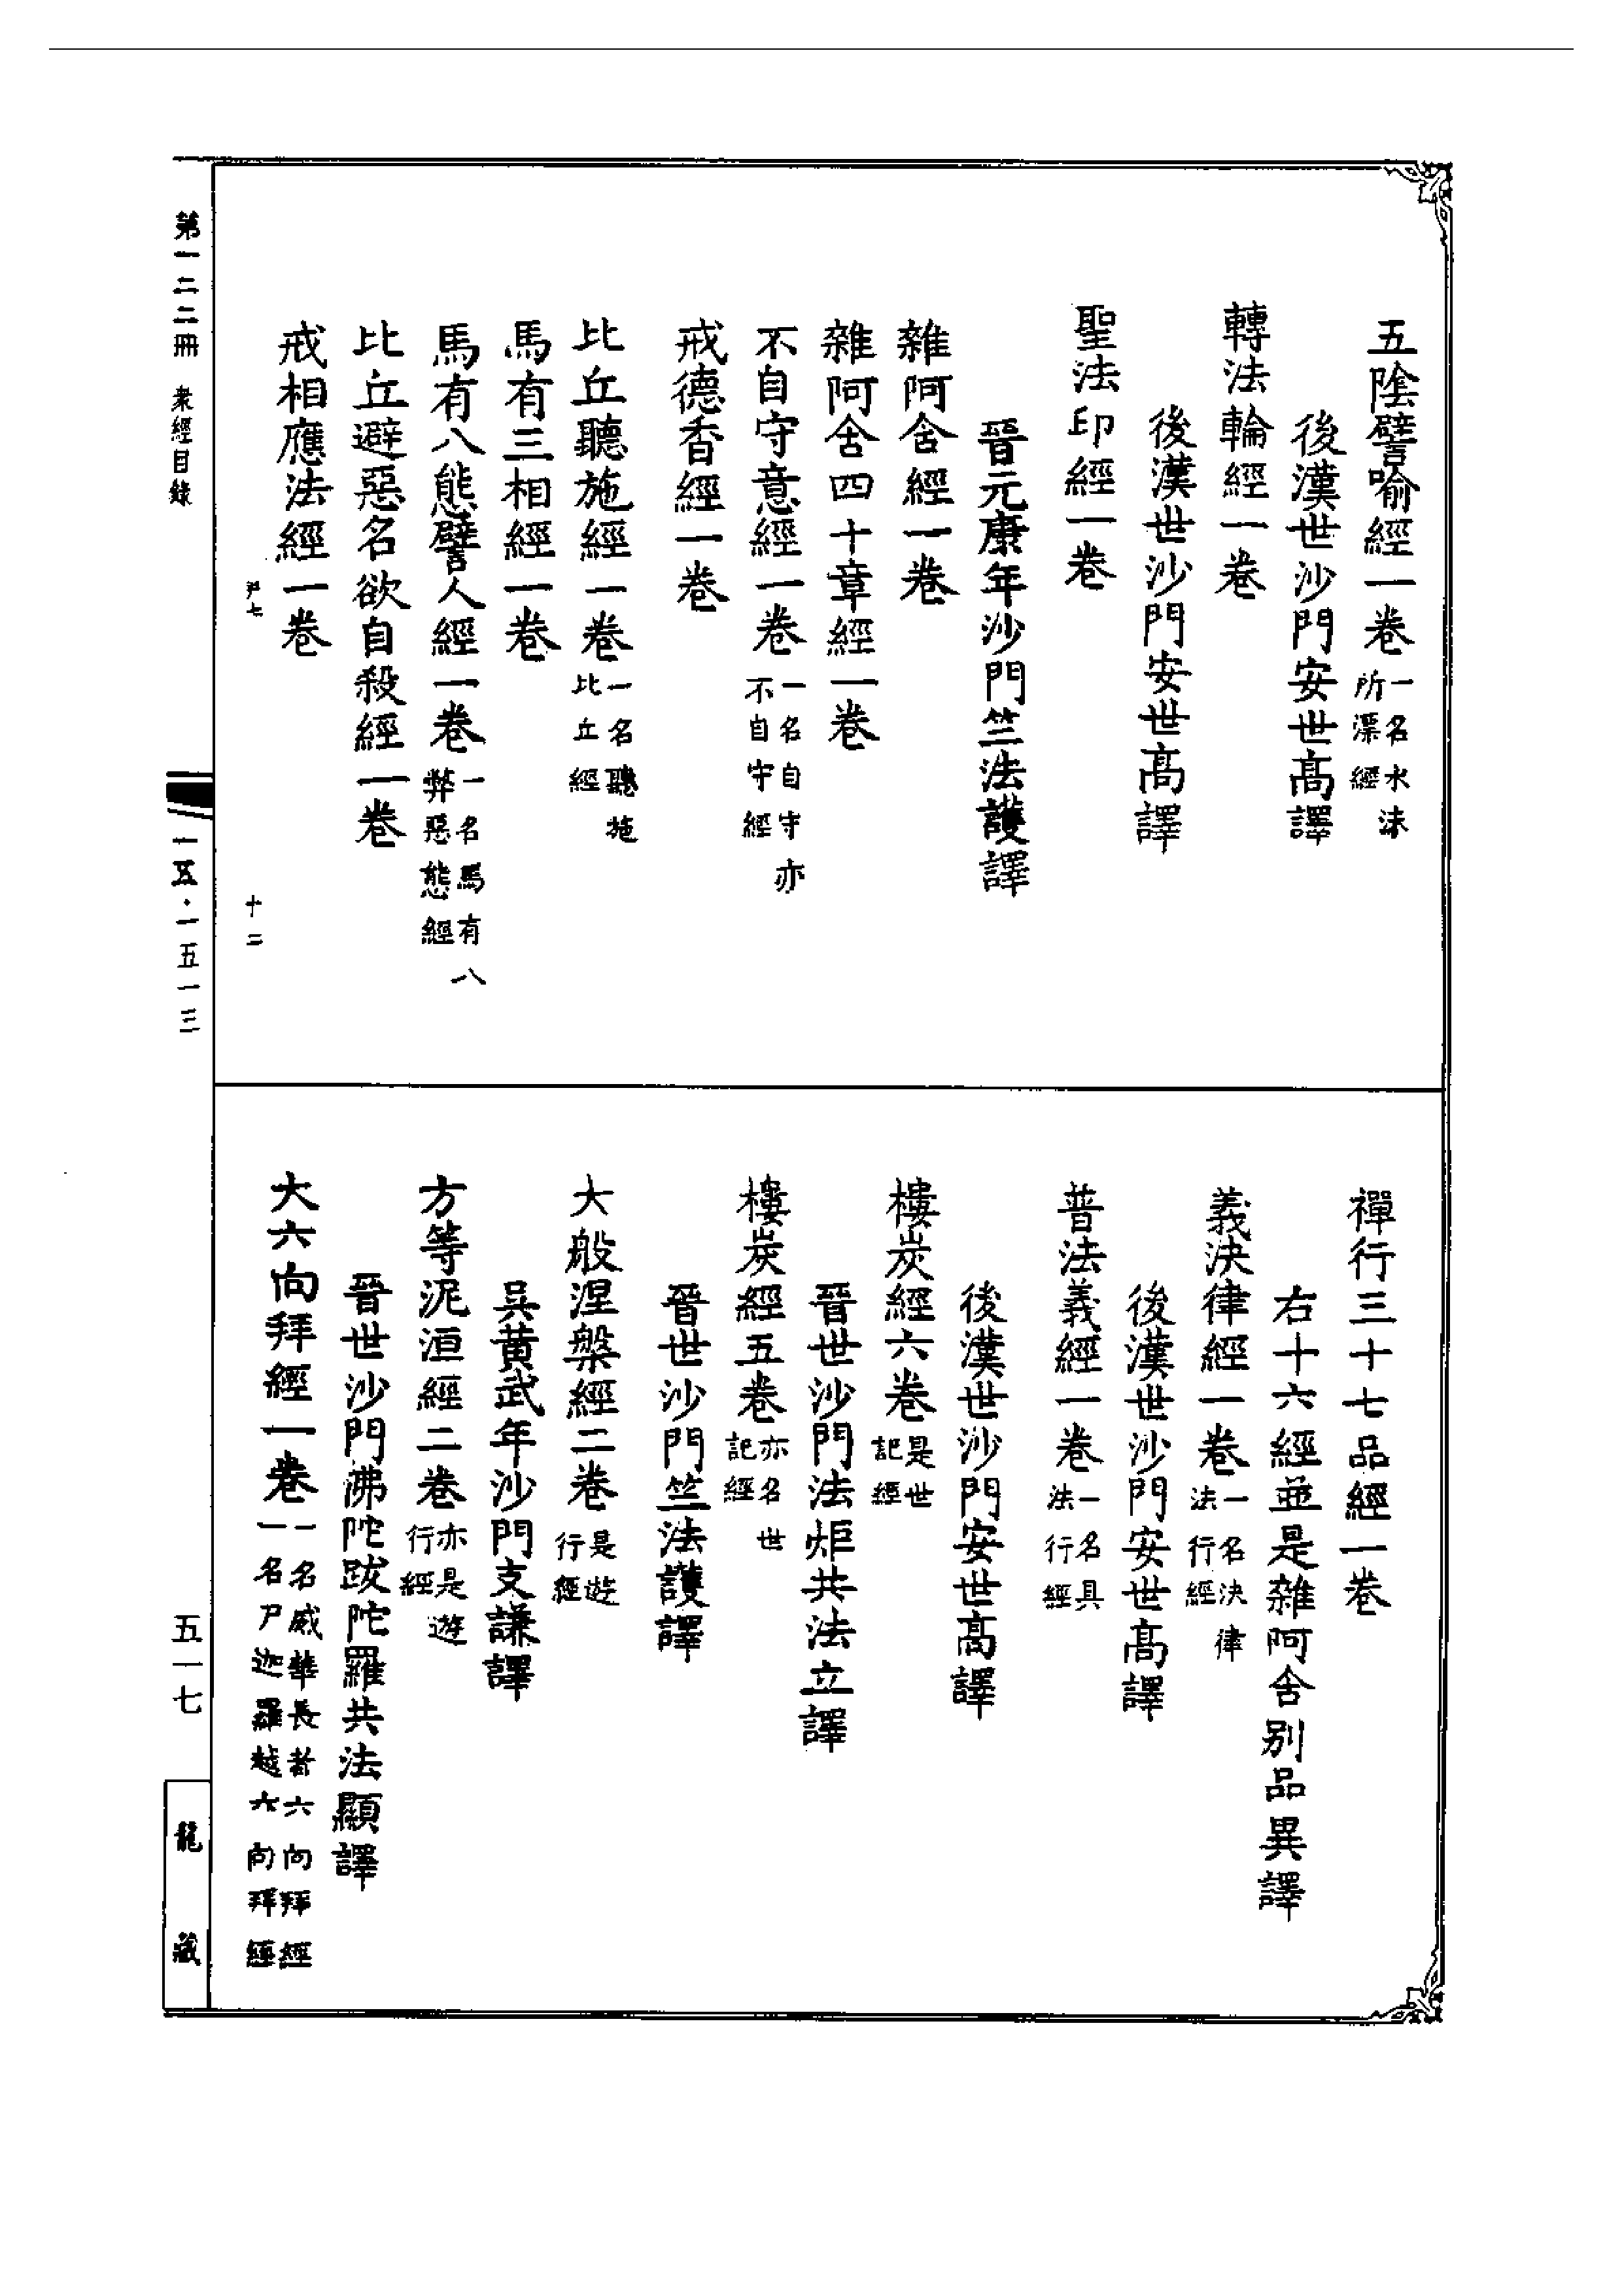 五陰譬喻經一卷一名水沫所漂經
後漢世沙門安世高譯
轉法輪經一卷
後漢世沙門安世高譯
聖法印經一卷
晉元康年沙門竺法護譯
雜阿含經一卷
雜阿含四十章經一卷
不自守意經一卷一名自守亦不自守經
戒德香經一卷
比丘聽施經一卷一名聽施比丘經
馬有三相經一卷
馬有八態譬人經一卷一名馬有八弊惡態經
比丘避惡名欲自殺經一卷
戒相應法經一卷
尹七 十二
禪行三十七品經一卷
右十六經並是雜阿含別品異譯
義決律經一卷一名決律法行經
後漢世沙門安世高譯
普法義經一卷一名具法行經
後漢世沙門安世高譯
樓炭經六卷是世記經
晉世沙門法炬共法立譯
樓炭經五卷亦名世記經
晉世沙門竺法護譯
大般涅槃經二卷是遊行經
吳黃武年沙門支謙譯
方等泥洹經二卷亦是遊行經
晉世沙門佛陀跋陀羅共法顯譯
大六向拜經一卷一名威華長者六向拜經一名尸迦羅越六向拜經
第一二二冊 眾經目錄
一五·一五一三
五一七
龍藏